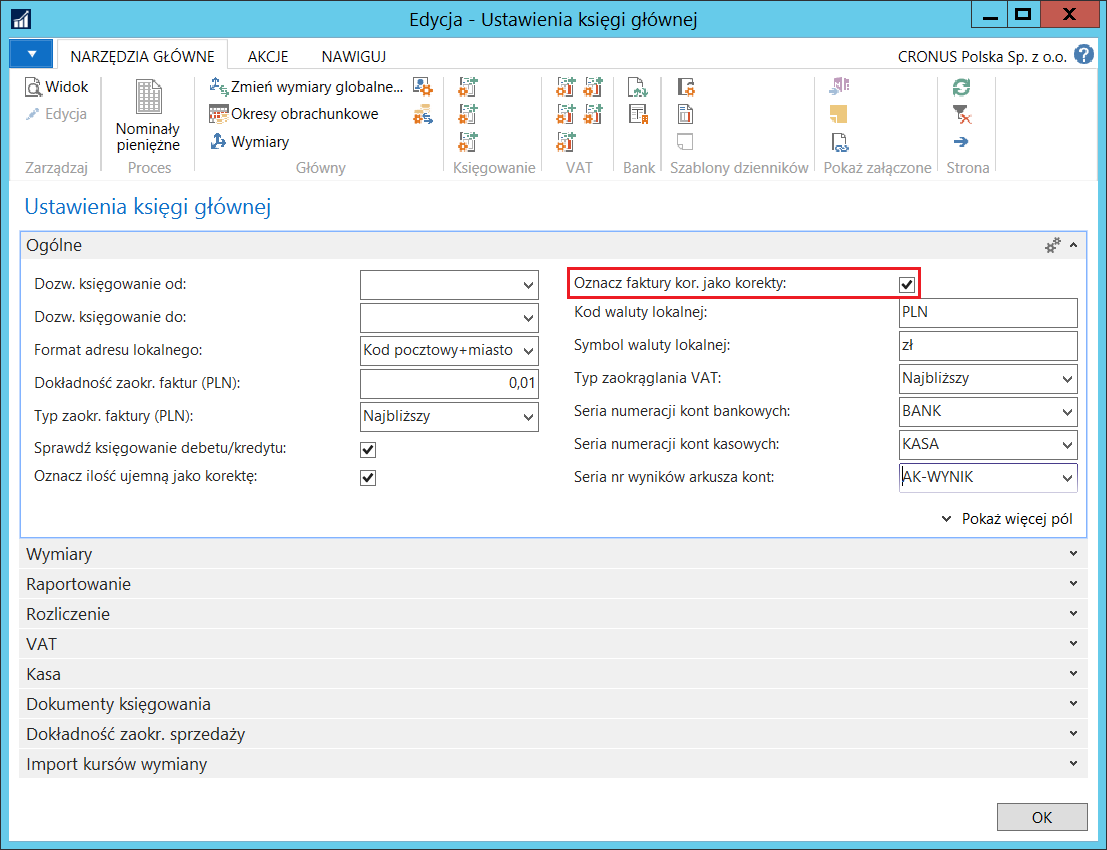 Edycja - Ustawienia księgi głównej
X
NARZĘDZIA GŁÓWNE
AKCJE
NAWIGUJ
CRONUS Polska Sp. z o.o.
?
Widok
Edycja
Zarządzaj
Nominały
pieniężne
Proces
Zmień wymiary globalne...
Okresy obrachunkowe
Wymiary
Główny
Księgowanie
VAT
Bank
Szablony dzienników
Pokaż załączone
Strona
Ustawienia księgi głównej
Ogólne
Dozw. księgowanie od:
Dozw. księgowanie do:
Format adresu lokalnego: Kod pocztowy+miasto
Dokładność zaokr. faktur (PLN): 0,01
Typ zaokr. faktury (PLN): Najbliższy
Sprawdź księgowanie debetu/kredytu:
Oznacz ilość ujemną jako korektę:
Oznacz faktury kor. jako korekty:
Kod waluty lokalnej: PLN
Symbol waluty lokalnej: zł
Typ zaokrąglania VAT: Najbliższy
Seria numeracji kont bankowych: BANK
Seria numeracji kont kasowych: KASA
Seria nr wyników arkusza kont: AK-WYNIK
Pokaż więcej pól
Wymiary
Raportowanie
Rozliczenie
VAT
Kasa
Dokumenty księgowania
Dokładność zaokr. sprzedaży
Import kursów wymiany
OK